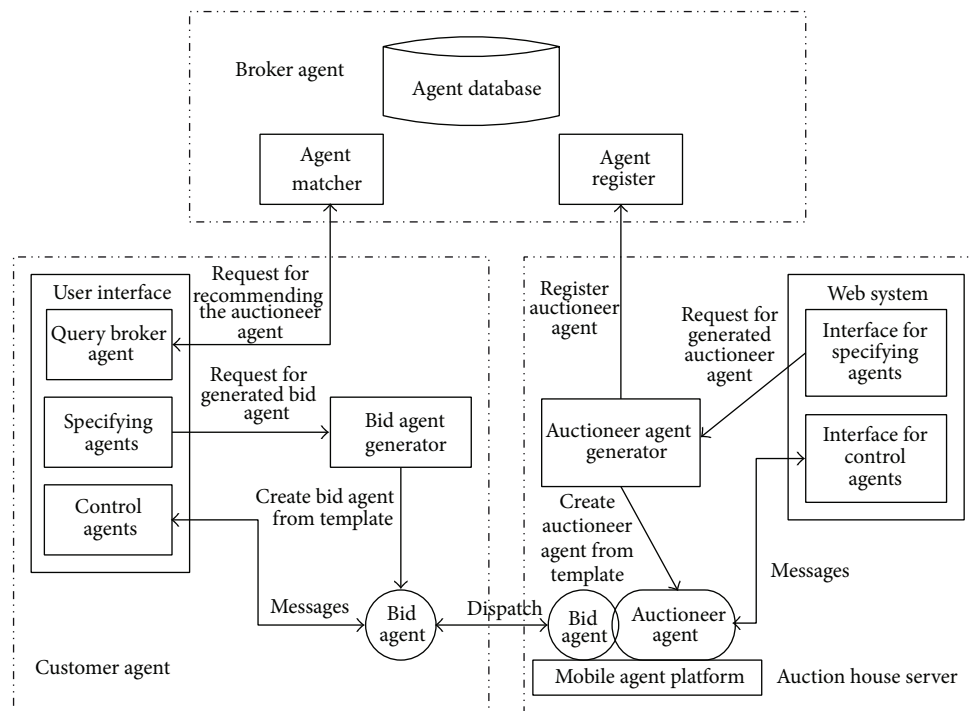 Broker agent
Agent database
Agent
matcher
Agent
register
User interface
Query broker
agent
Specifying
agents
Control
agents
Request for
recommending
the auctioneer
agent
Request for
generated bid
agent
Bid agent
generator
Create bid agent
from template
Messages
Bid
agent
Customer agent
Dispatch
Register
auctioneer
agent
Request for
generated
auctioneer
agent
Web system
Interface for
specifying
agents
Interface for
control
agents
Auctioneer agent
generator
Create
auctioneer
agent from
template
Messages
Bid
agent
Auctioneer
agent
Mobile agent platform
Auction house server